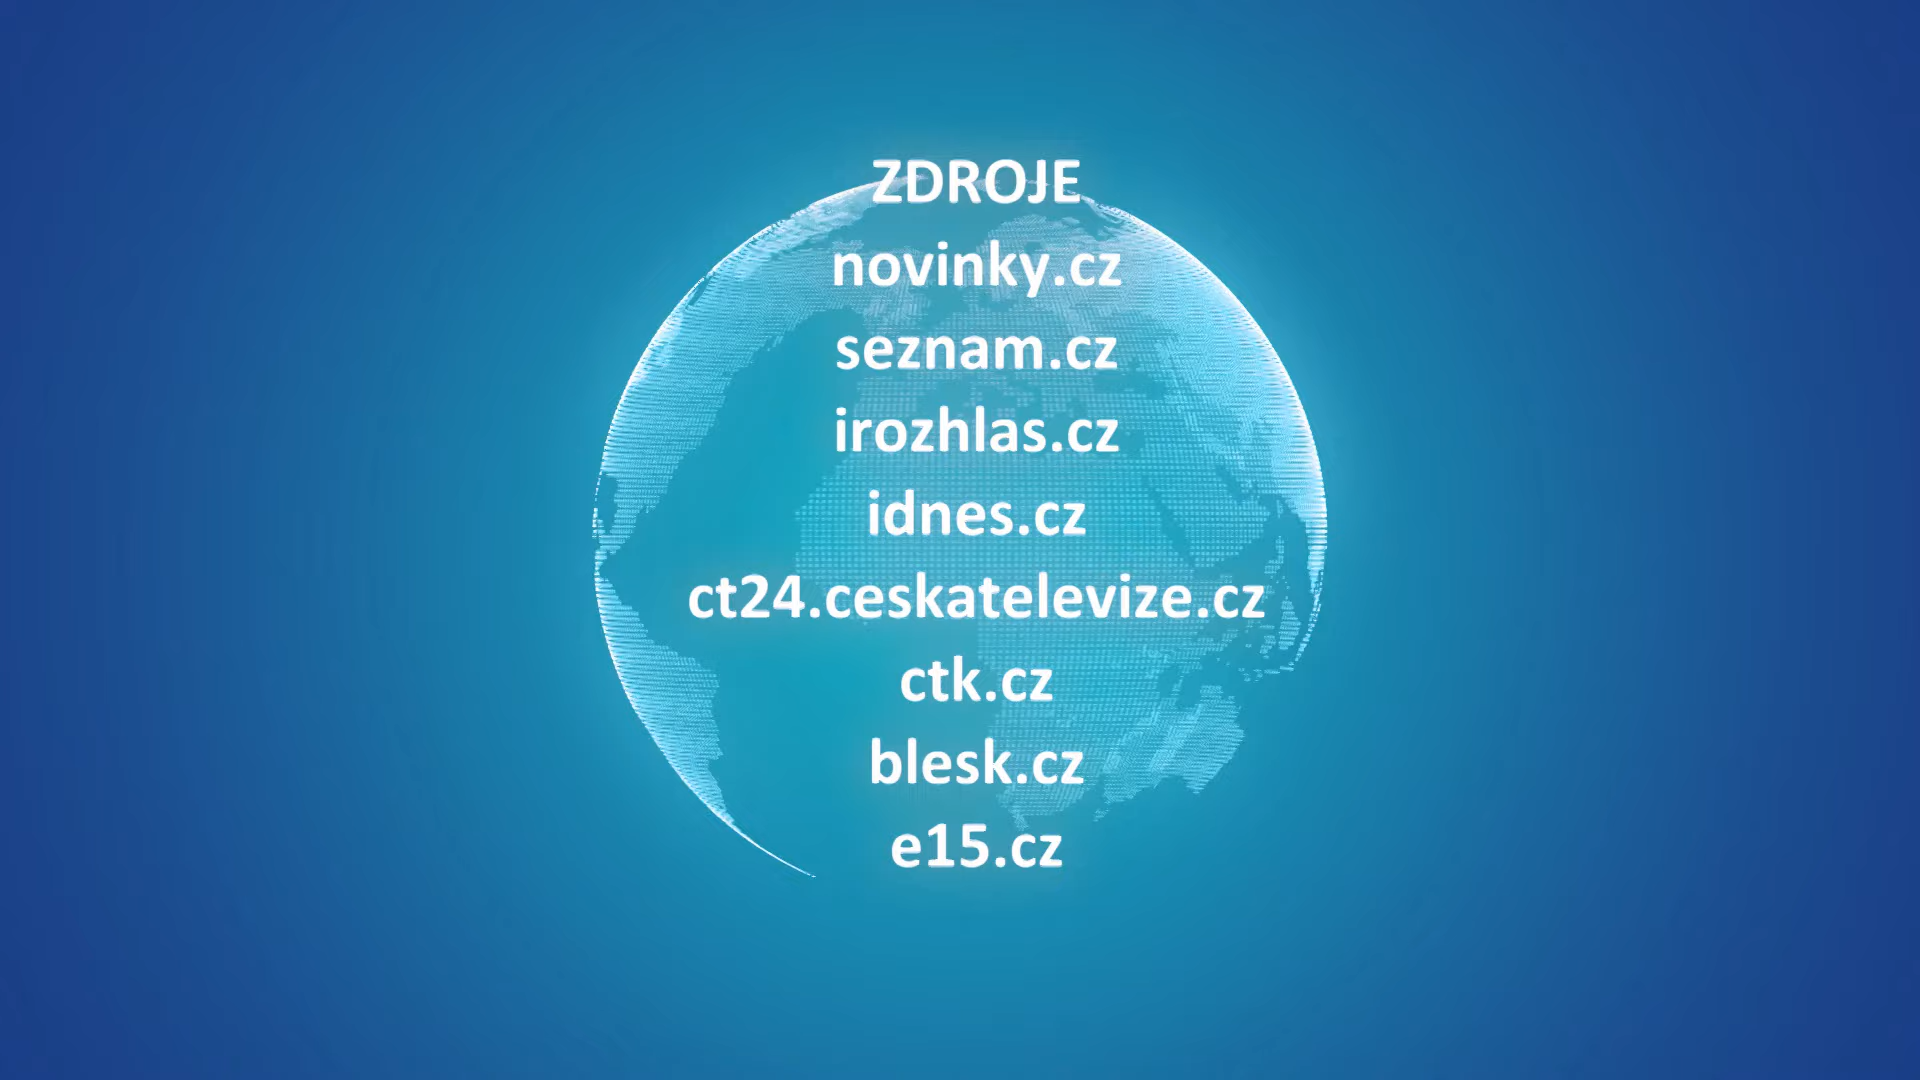 ZDROJE
novinky.cz
seznam.cz
irozhlas.cz
idnes.cz
ct24.ceskatelevize.cz
ctk.cz
blesk.cz
e15.cz